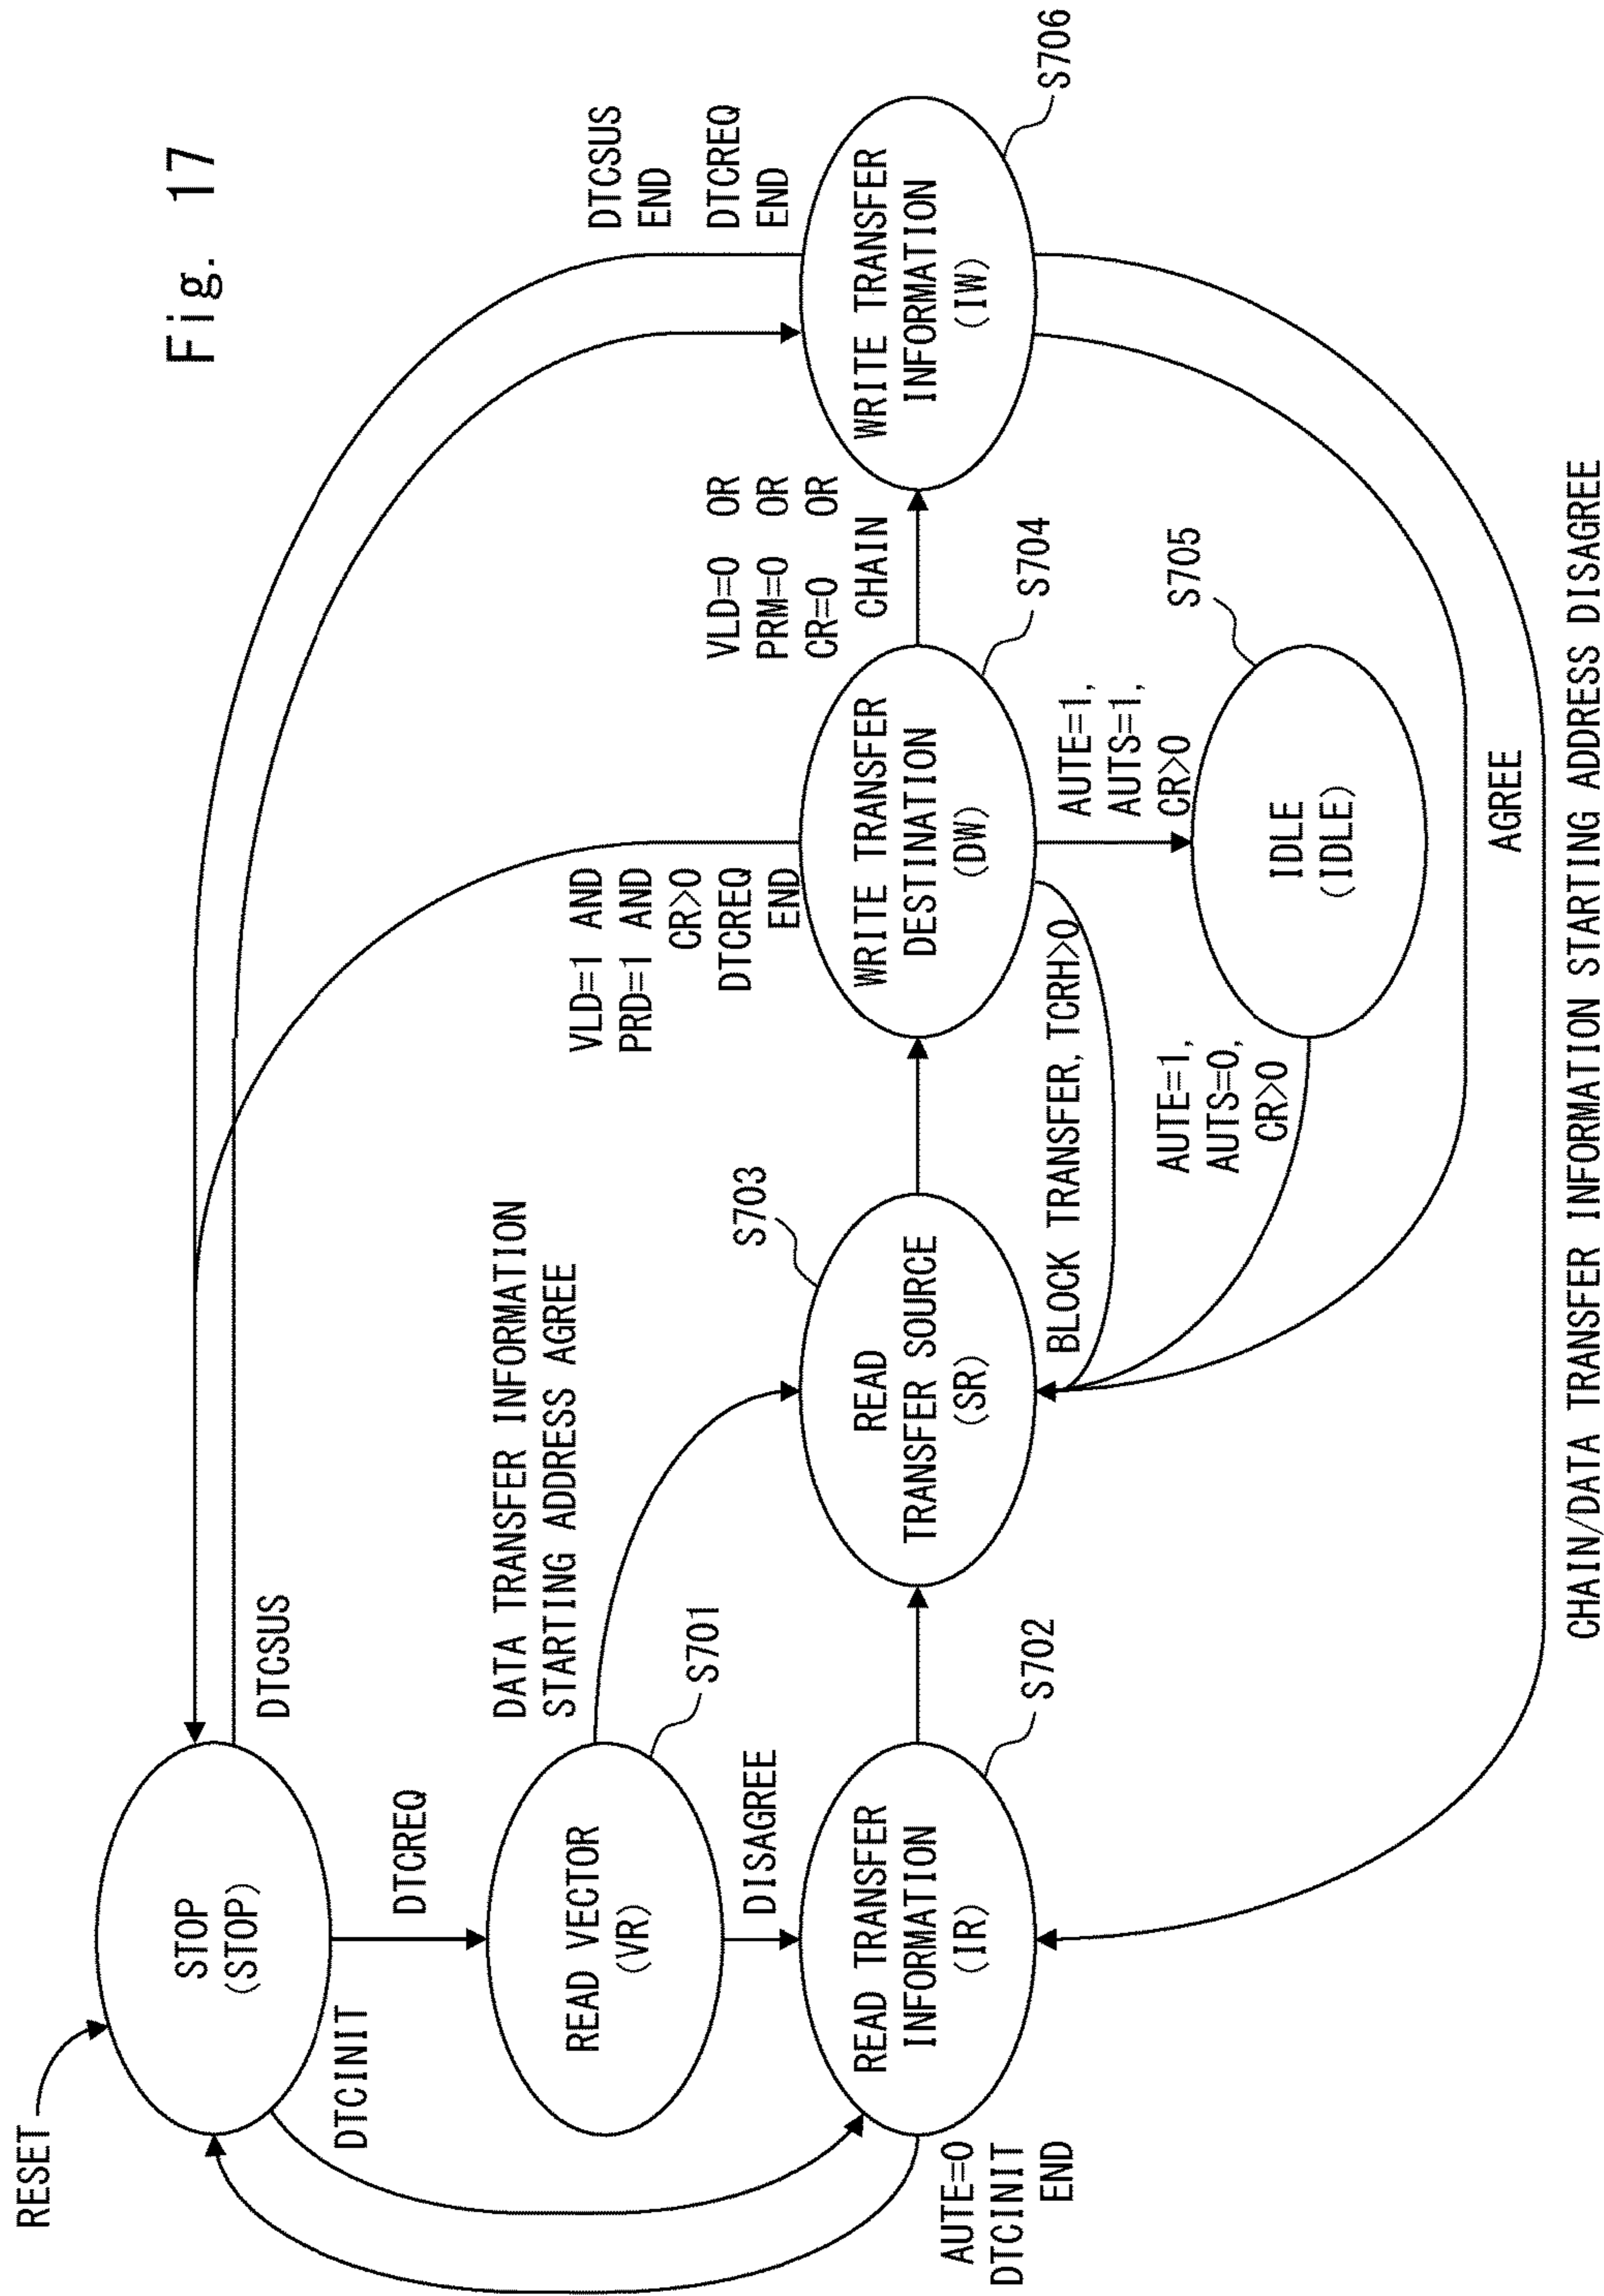 Fig. 17
RESET
STOP
(STOP)
DTCSUS
DTCINIT
DTCREQ
READ VECTOR
(VR)
S701
DATA TRANSFER INFORMATION
STARTING ADDRESS AGREE
DISAGREE
READ TRANSFER
INFORMATION
(IR)
S702
AUTE=0
DTCINIT
END
READ
TRANSFER SOURCE
(SR)
S703
VLD=1 AND
PRD=1 AND
CR>0
DTCREQ
END
WRITE TRANSFER
DESTINATION
(DW)
S704
BLOCK TRANSFER, TCRH>0
VLD=0 OR
PRM=0 OR
CR=0 OR
CHAIN
DTCSUS
END
DTCREQ
END
WRITE TRANSFER
INFORMATION
(IW)
S706
AUTE=1,
AUTS=1,
CR>0
IDLE
(IDLE)
S705
AUTE=1,
AUTS=0,
CR>0
AGREE
CHAIN/DATA TRANSFER INFORMATION STARTING ADDRESS DISAGREE